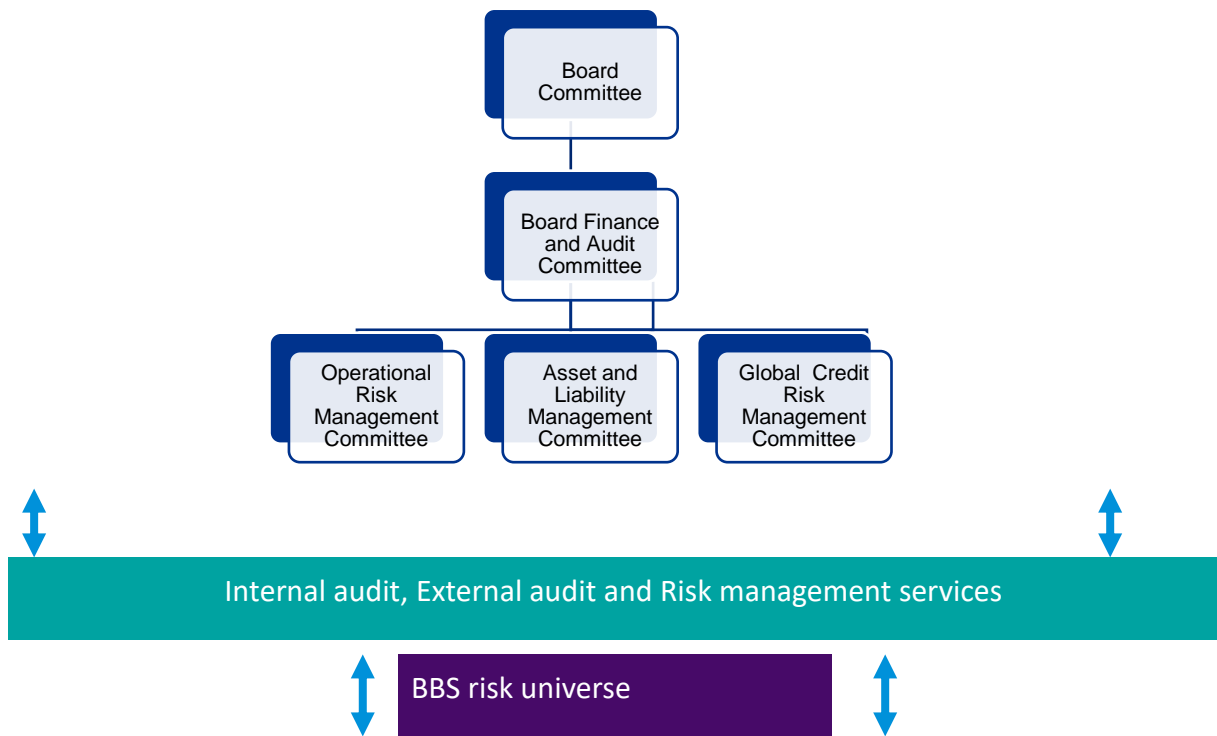 Board
Committee
Board Finance
and Audit
Committee
Operational
Risk
Management
Committee
Asset and
Liability
Management
Committee
Global Credit
Risk
Management
Committee
Internal audit, External audit and Risk management services
BBS risk universe